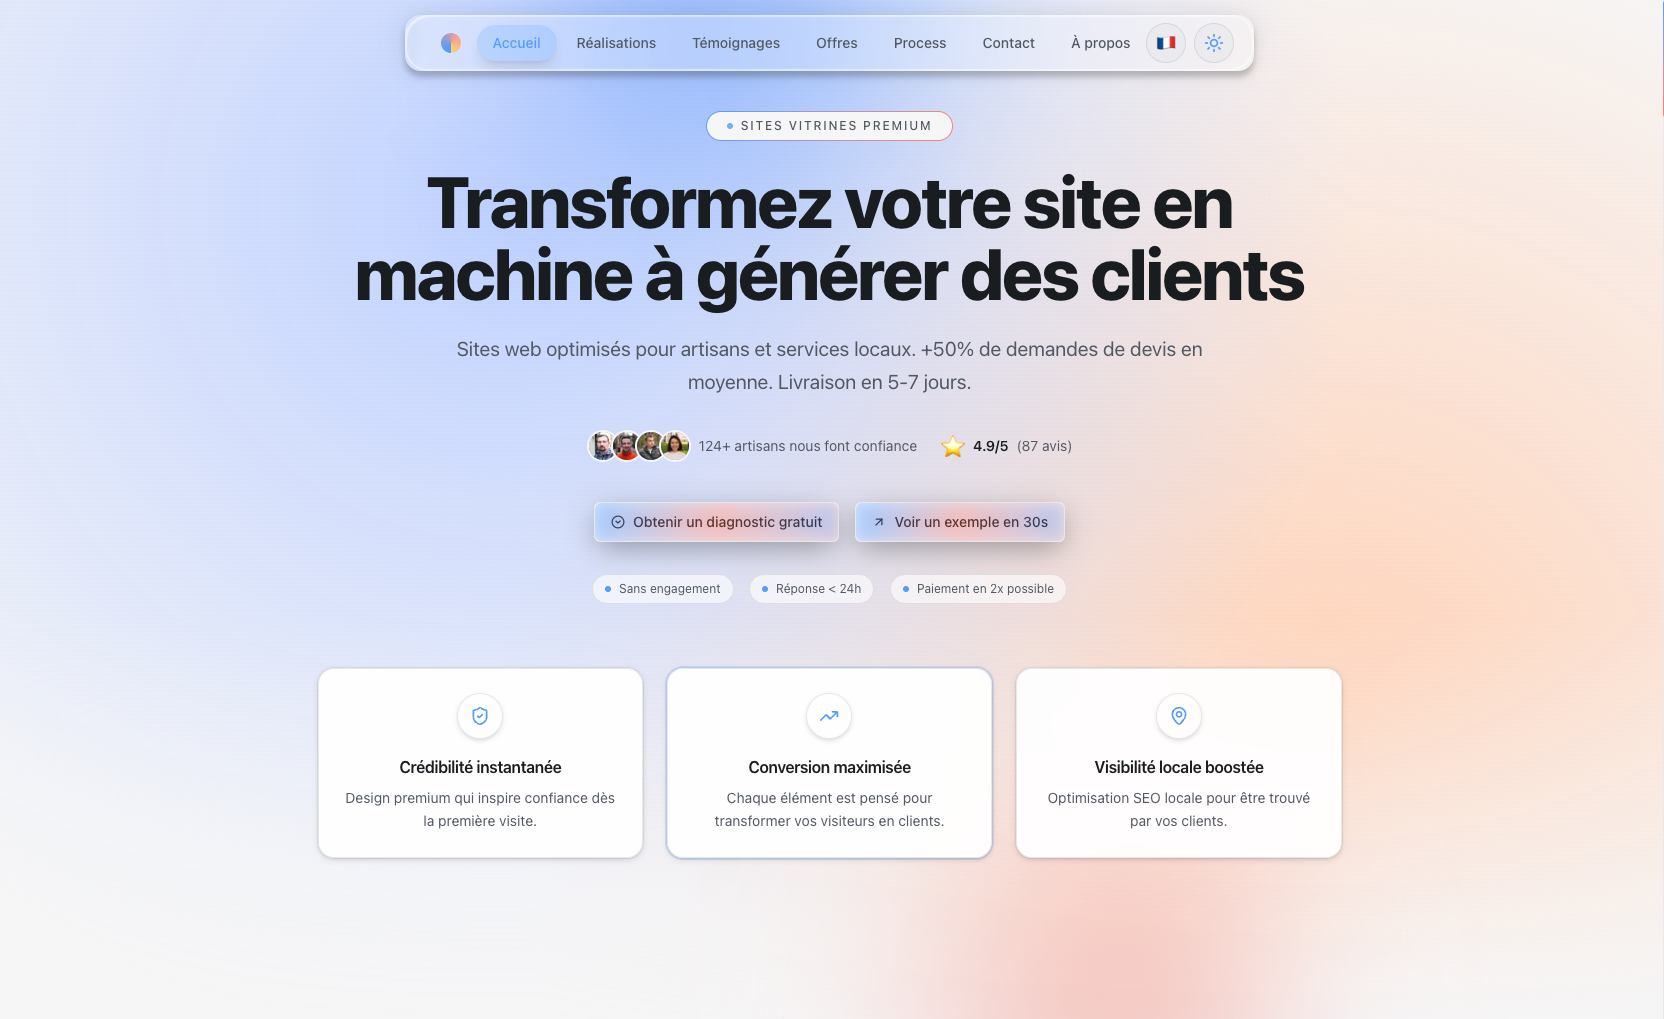 Accueil Réalisations Témoignages Offres Process Contact À propos
SITES VITRINES PREMIUM
Transformez votre site en
machine à générer des clients
Sites web optimisés pour artisans et services locaux. +50% de demandes de devis en
moyenne. Livraison en 5-7 jours.
124+ artisans nous font confiance 4.9/5 (87 avis)
Obtenir un diagnostic gratuit Voir un exemple en 30s
Sans engagement Réponse < 24h Paiement en 2x possible
Crédibilité instantanée
Design premium qui inspire confiance dès
la première visite.
Conversion maximisée
Chaque élément est pensé pour
transformer vos visiteurs en clients.
Visibilité locale boostée
Optimisation SEO locale pour être trouvé
par vos clients.